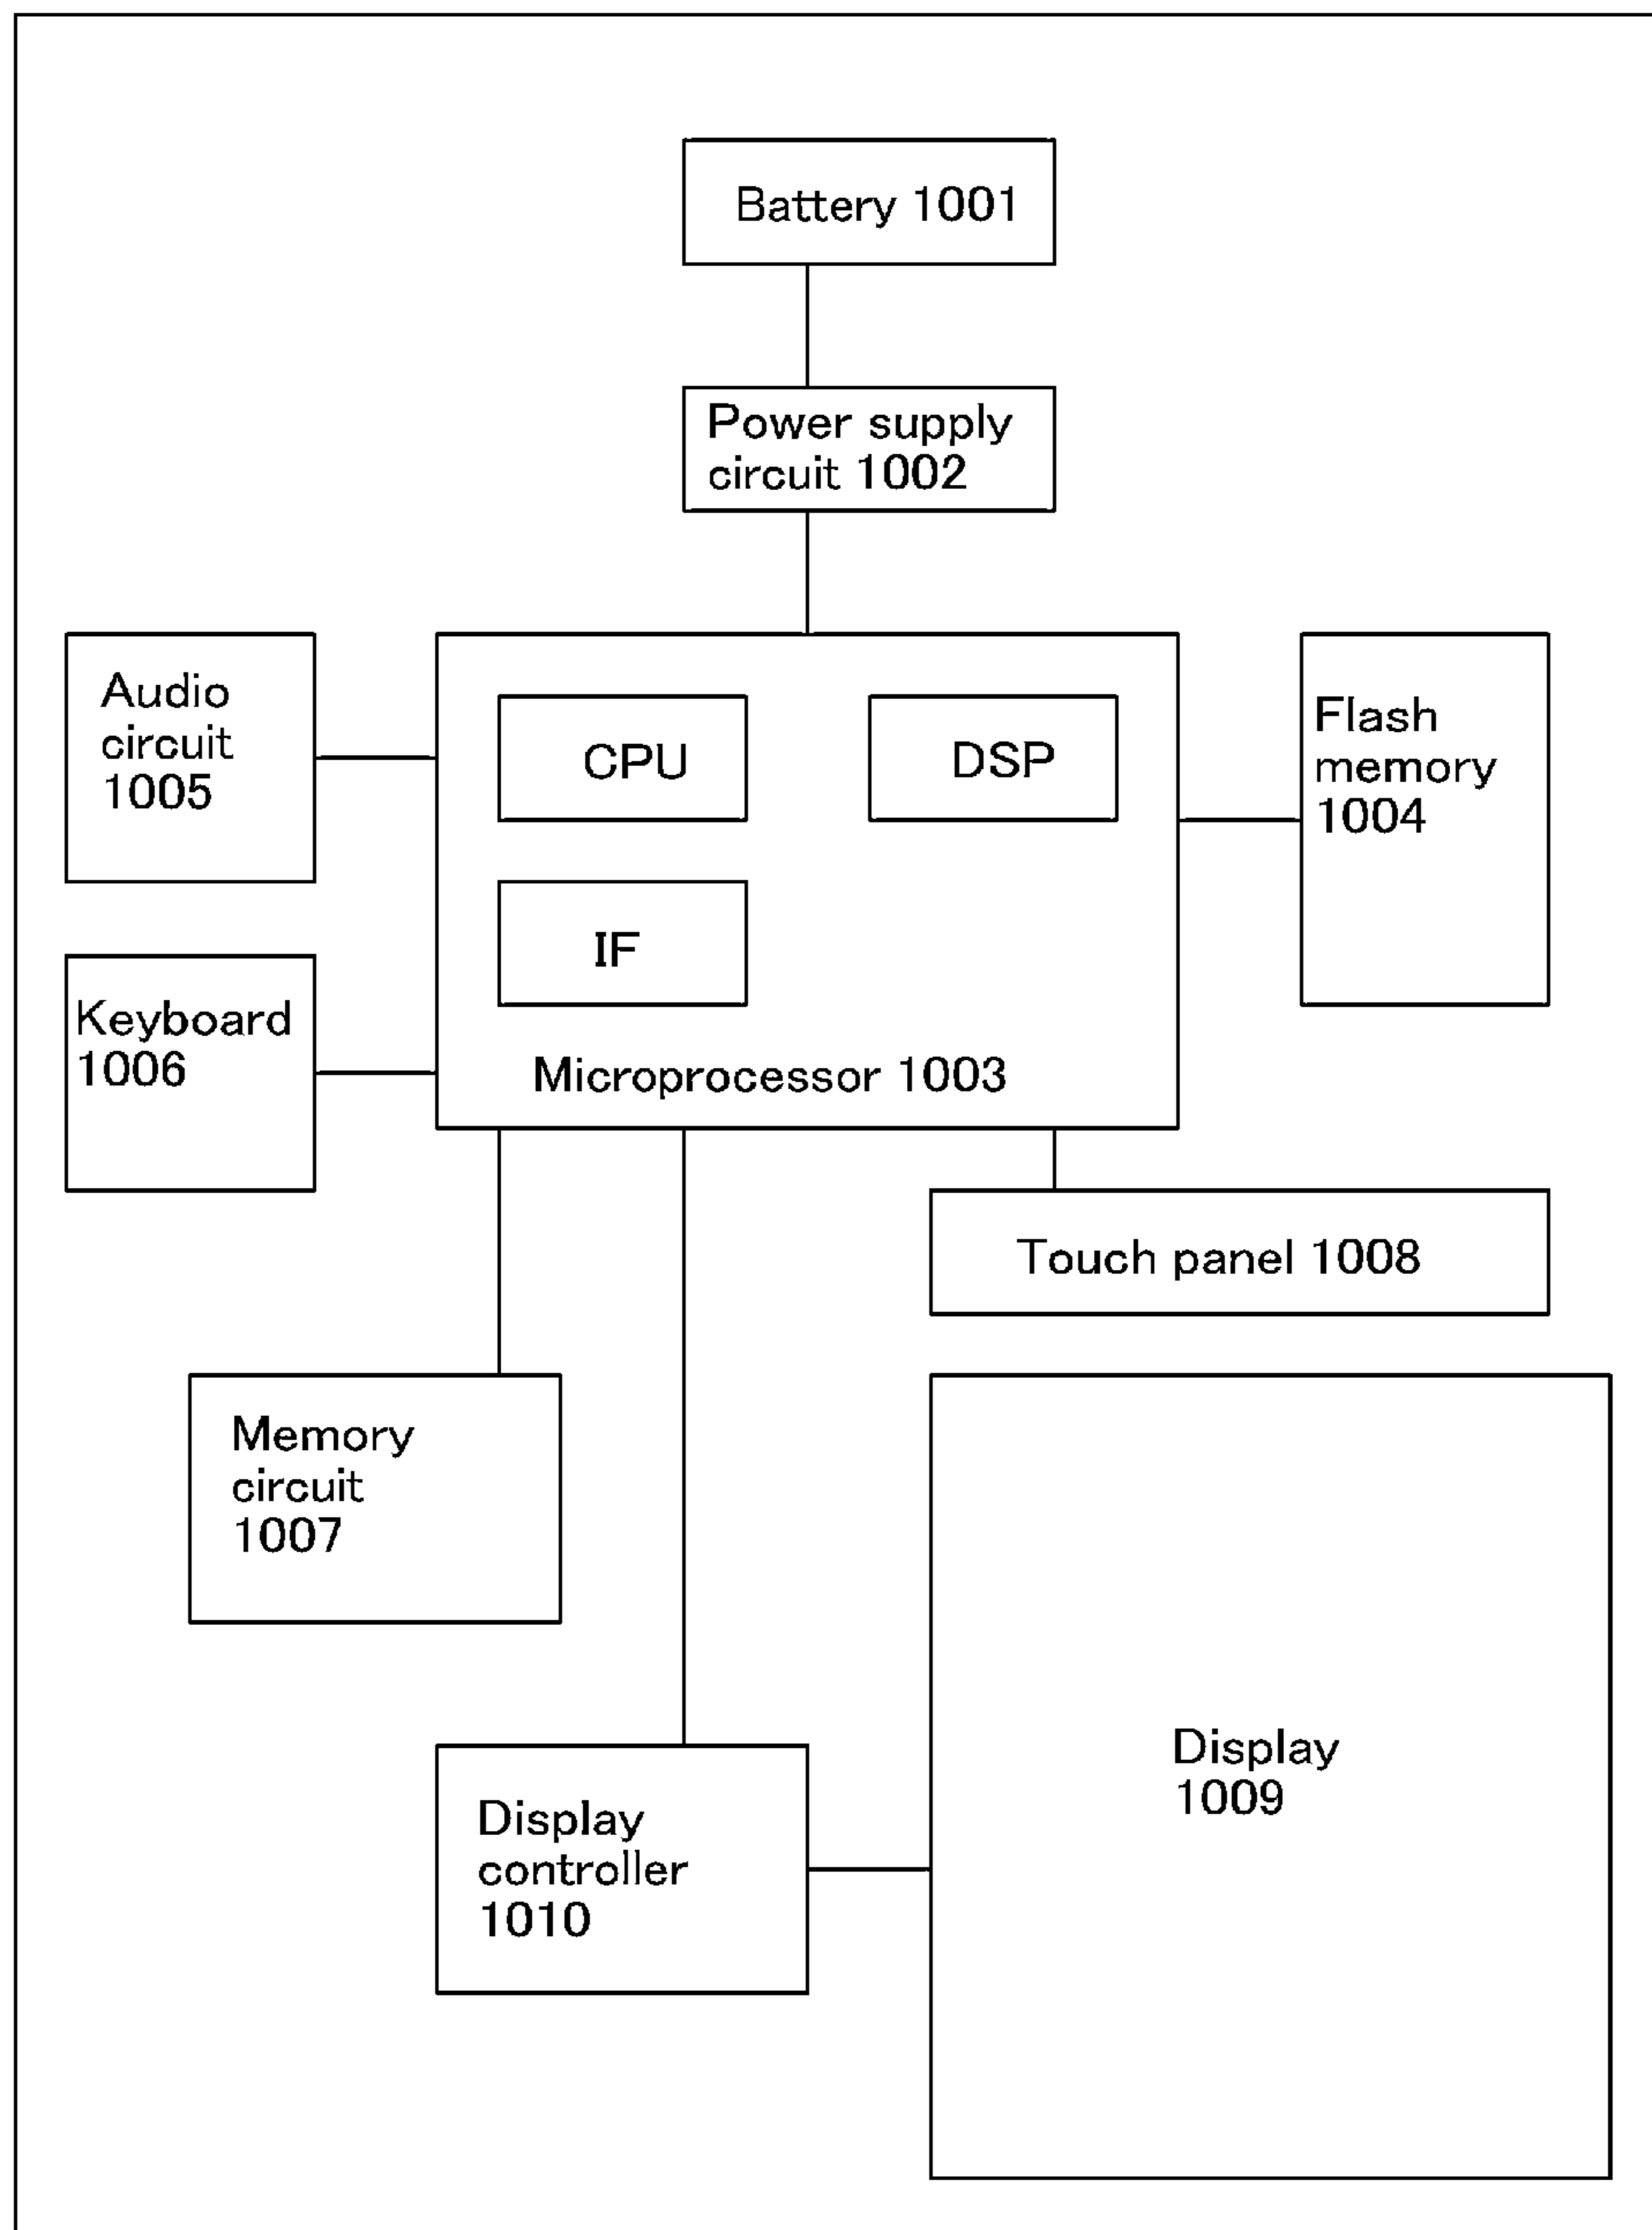 Battery 1001
Power supply
circuit 1002
Audio
circuit
1005
CPU
DSP
Flash
memory
1004
IF
Keyboard
1006
Microprocessor 1003
Touch panel 1008
Memory
circuit
1007
Display
1009
Display
controller
1010